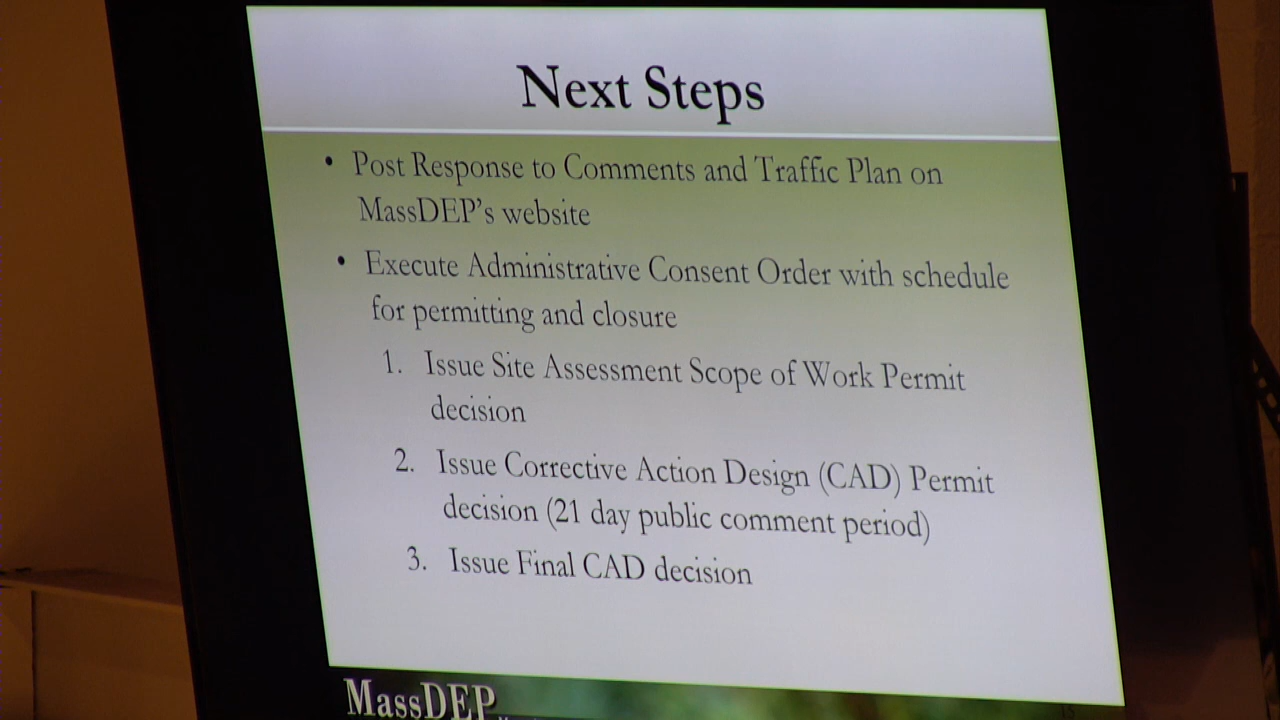 Next Steps
• Post Response to Comments and Traffic Plan on
MassDEP's website
• Execute Administrative Consent Order with schedule
for permitting and closure
1. Issue Site Assessment Scope of Work Permit
decision
2. Issue Corrective Action Design (CAD) Permit
decision (21 day public comment period)
3. Issue Final CAD decision
MassDEP